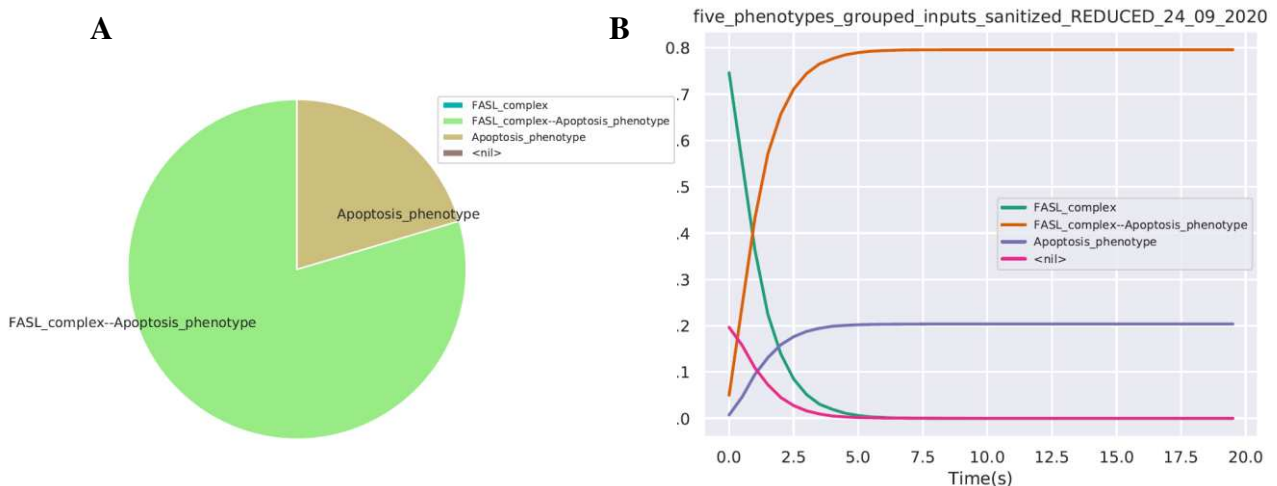 A
FASL_complex
FASL_complex--Apoptosis_phenotype
Apoptosis_phenotype
<nil>
Apoptosis_phenotype
FASL_complex--Apoptosis_phenotype
B
five_phenotypes_grouped_inputs_sanitized_REDUCED_24_09_2020
0.8
.7
.6
.5
.4
.3
.2
.1
.0
FASL_complex
FASL_complex--Apoptosis_phenotype
Apoptosis_phenotype
<nil>
0.0 2.5 5.0 7.5 10.0 12.5 15.0 17.5 20.0
Time(s)